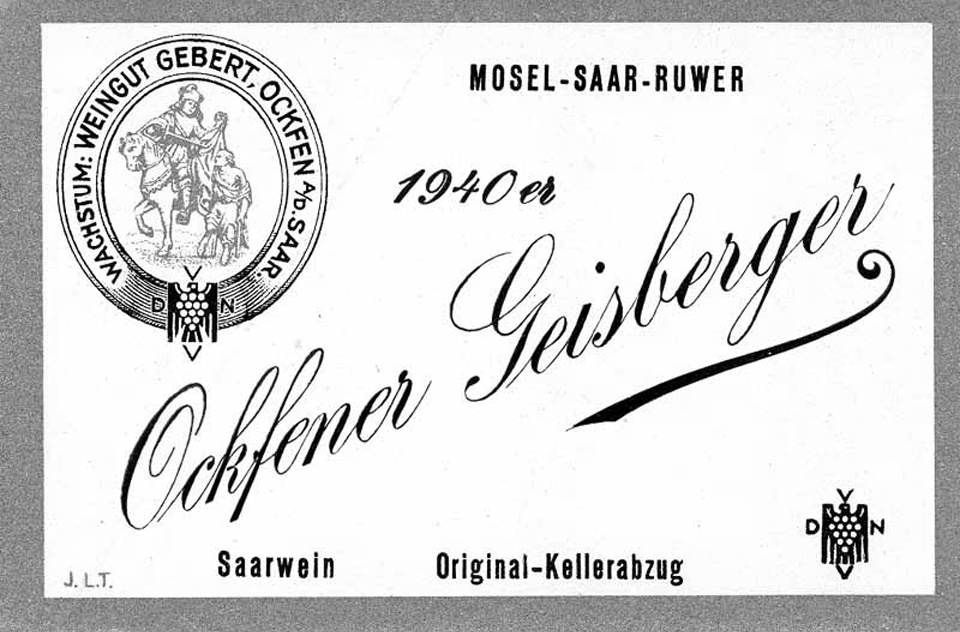 WACHSTUM: WEINGUT GEBERT, OCKFEN A/D. SAAR.
V
D N
V
MOSEL-SAAR-RUWER
1940er
Ockfener Geisberger
Saarwein Original-Kellerabzug
V
D N
V
J. L. T.